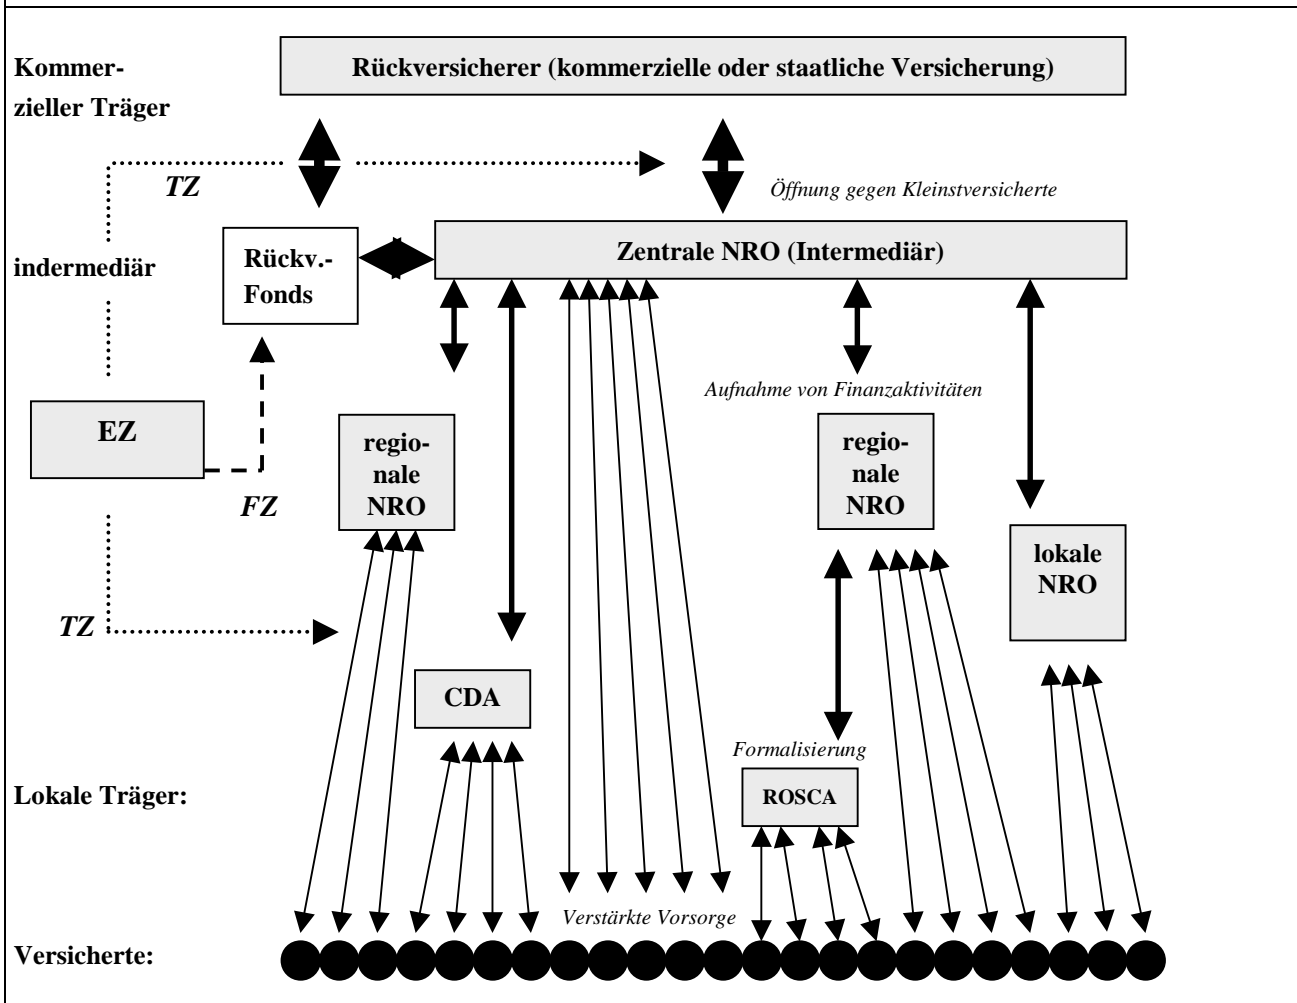 Kommer-
zieller Träger
Rückversicherer (kommerzielle oder staatliche Versicherung)
TZ
Öffnung gegen Kleinstversicherte
indermediär
Rückv.-
Fonds
Zentrale NRO (Intermediär)
Aufnahme von Finanzaktivitäten
EZ
FZ
regio-
nale
NRO
regio-
nale
NRO
lokale
NRO
TZ
CDA
Formalisierung
Lokale Träger:
ROSCA
Verstärkte Vorsorge
Versicherte: